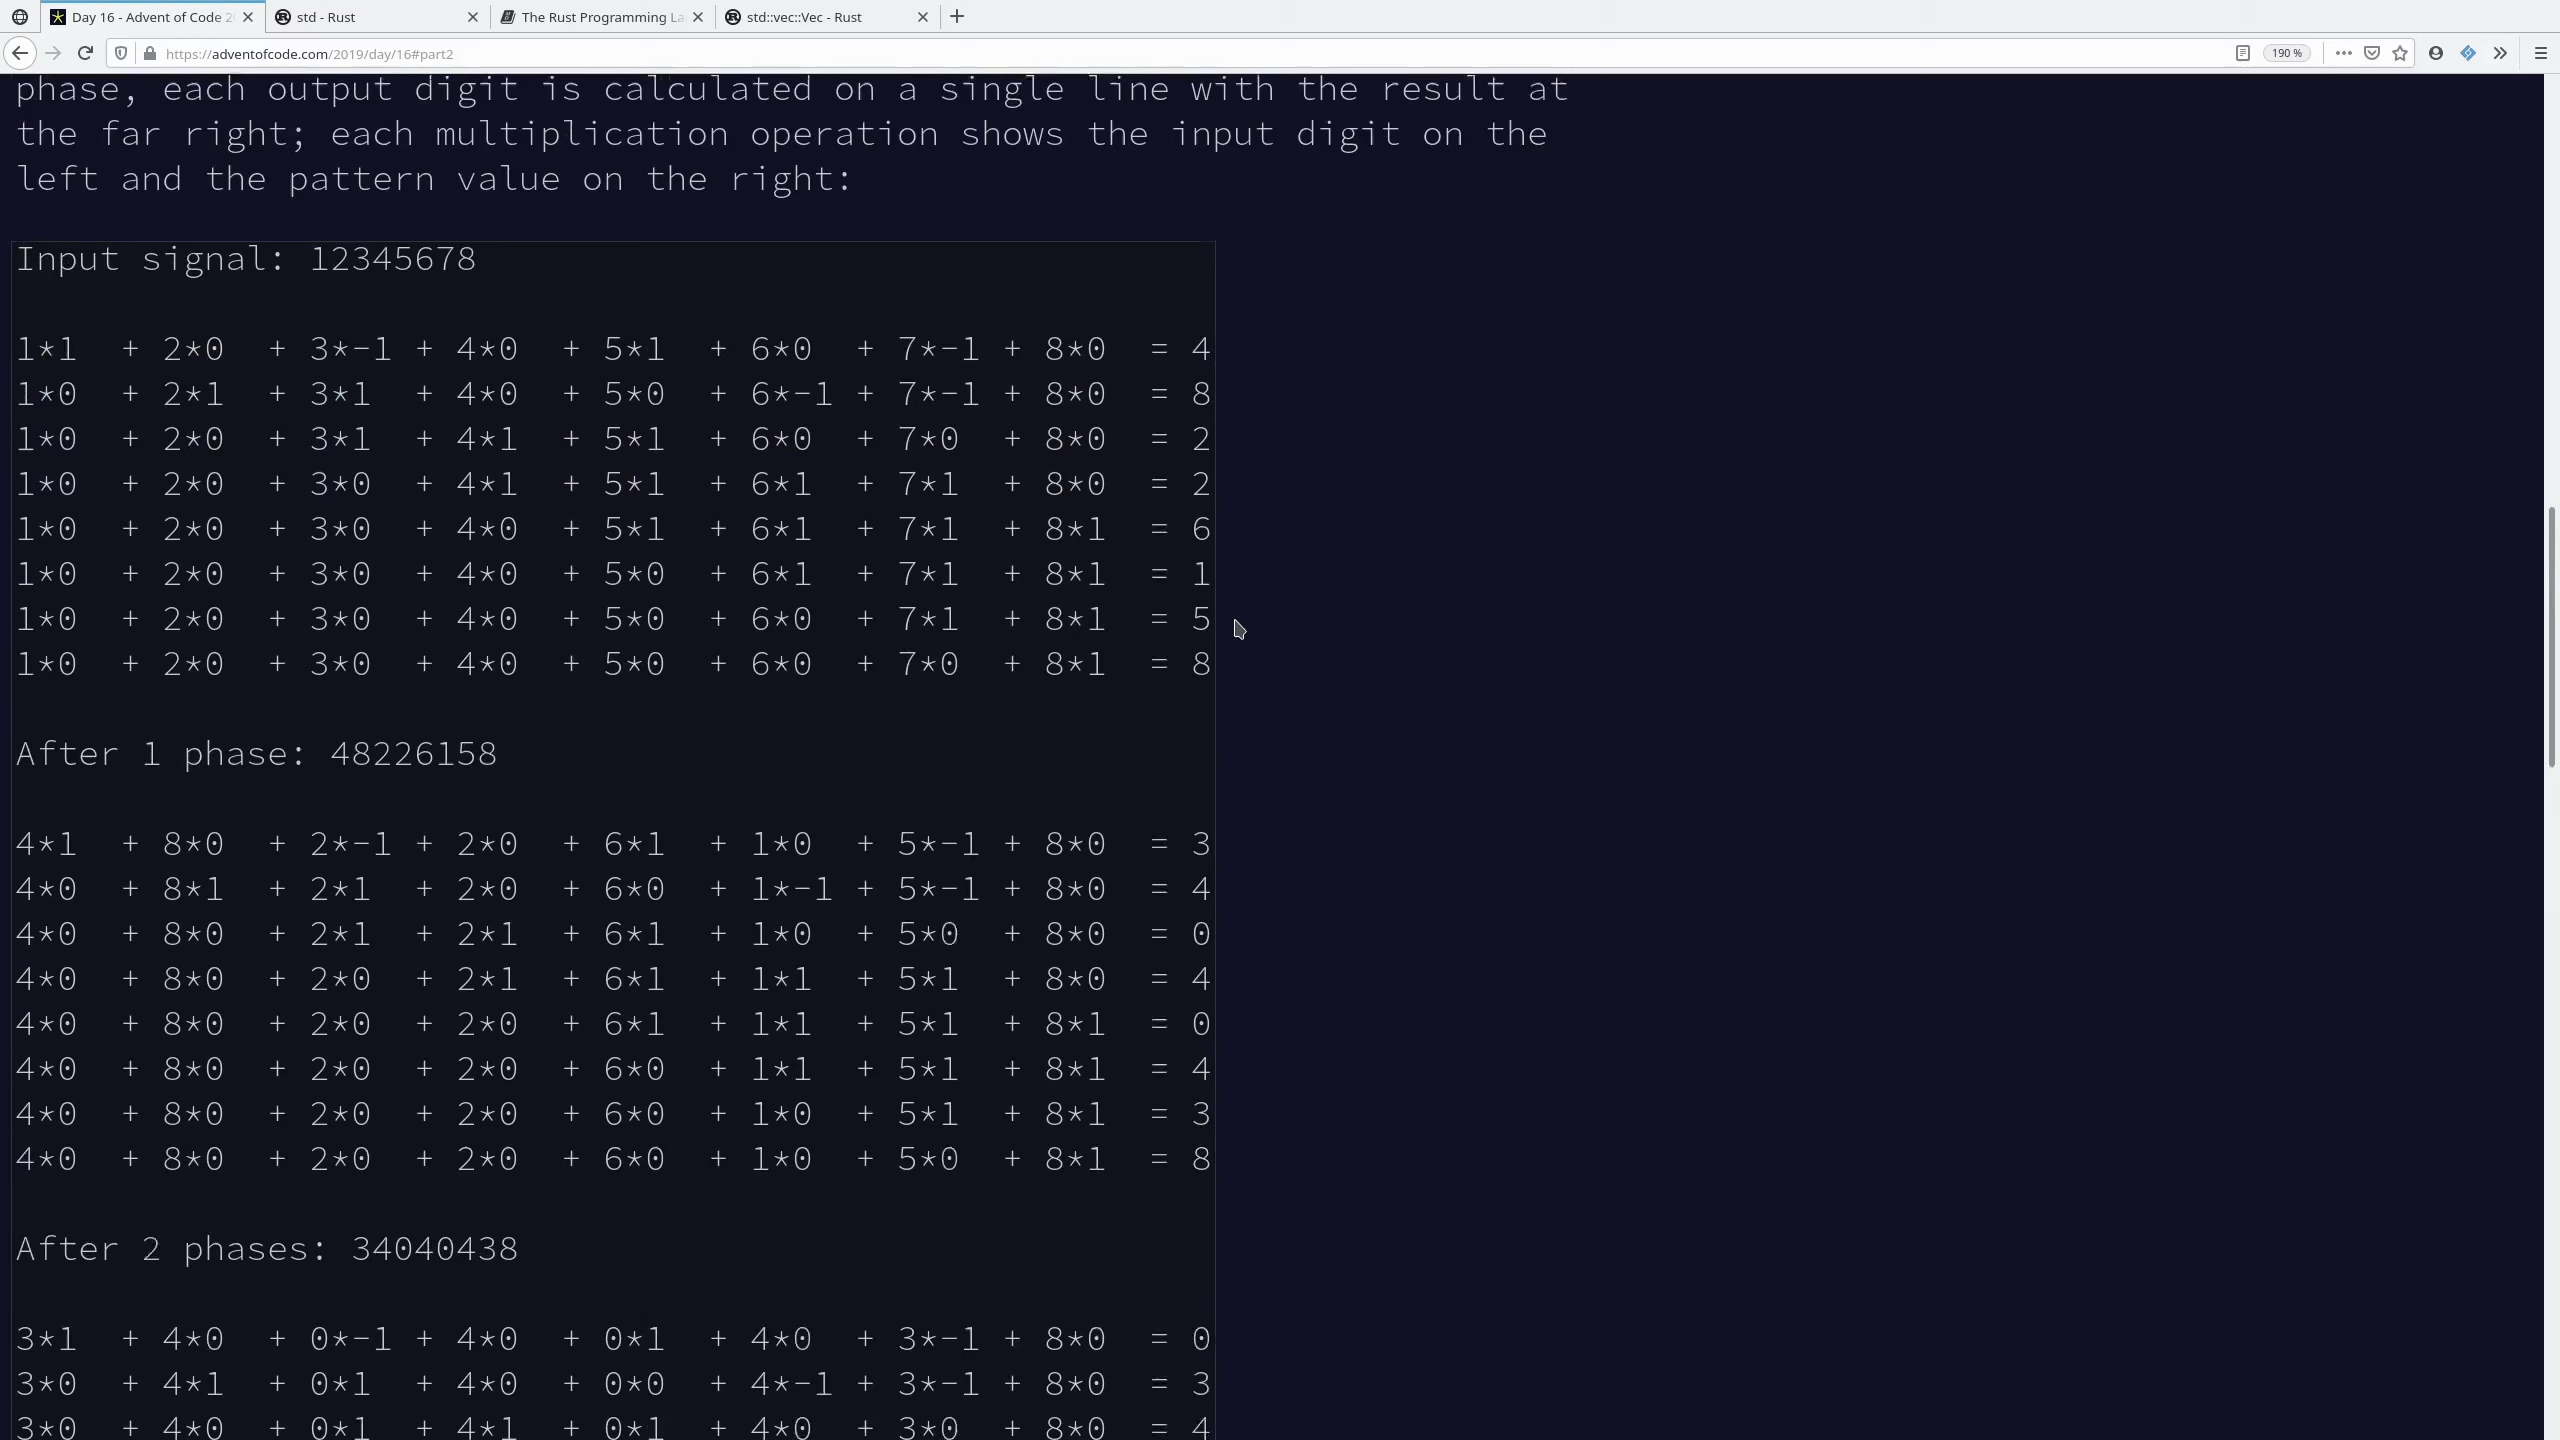 Day 16 - Advent of Code 20
std - Rust
The Rust Programming La
std::vec::Vec - Rust
https://adventofcode.com/2019/day/16#part2
190 %
phase, each output digit is calculated on a single line with the result at
the far right; each multiplication operation shows the input digit on the
left and the pattern value on the right:
Input signal: 12345678
1*1  + 2*0  + 3*-1 + 4*0  + 5*1  + 6*0  + 7*-1 + 8*0  = 4
1*0  + 2*1  + 3*1  + 4*0  + 5*0  + 6*-1 + 7*-1 + 8*0  = 8
1*0  + 2*0  + 3*1  + 4*1  + 5*1  + 6*0  + 7*0  + 8*0  = 2
1*0  + 2*0  + 3*0  + 4*1  + 5*1  + 6*1  + 7*1  + 8*0  = 2
1*0  + 2*0  + 3*0  + 4*0  + 5*1  + 6*1  + 7*1  + 8*1  = 6
1*0  + 2*0  + 3*0  + 4*0  + 5*0  + 6*1  + 7*1  + 8*1  = 1
1*0  + 2*0  + 3*0  + 4*0  + 5*0  + 6*0  + 7*1  + 8*1  = 5
1*0  + 2*0  + 3*0  + 4*0  + 5*0  + 6*0  + 7*0  + 8*1  = 8
After 1 phase: 48226158
4*1  + 8*0  + 2*-1 + 2*0  + 6*1  + 1*0  + 5*-1 + 8*0  = 3
4*0  + 8*1  + 2*1  + 2*0  + 6*0  + 1*-1 + 5*-1 + 8*0  = 4
4*0  + 8*0  + 2*1  + 2*1  + 6*1  + 1*0  + 5*0  + 8*0  = 0
4*0  + 8*0  + 2*0  + 2*1  + 6*1  + 1*1  + 5*1  + 8*0  = 4
4*0  + 8*0  + 2*0  + 2*0  + 6*1  + 1*1  + 5*1  + 8*1  = 0
4*0  + 8*0  + 2*0  + 2*0  + 6*0  + 1*1  + 5*1  + 8*1  = 4
4*0  + 8*0  + 2*0  + 2*0  + 6*0  + 1*0  + 5*1  + 8*1  = 3
4*0  + 8*0  + 2*0  + 2*0  + 6*0  + 1*0  + 5*0  + 8*1  = 8
After 2 phases: 34040438
3*1  + 4*0  + 0*-1 + 4*0  + 0*1  + 4*0  + 3*-1 + 8*0  = 0
3*0  + 4*1  + 0*1  + 4*0  + 0*0  + 4*-1 + 3*-1 + 8*0  = 3
3*0  + 4*0  + 0*1  + 4*1  + 0*1  + 4*0  + 3*0  + 8*0  = 4